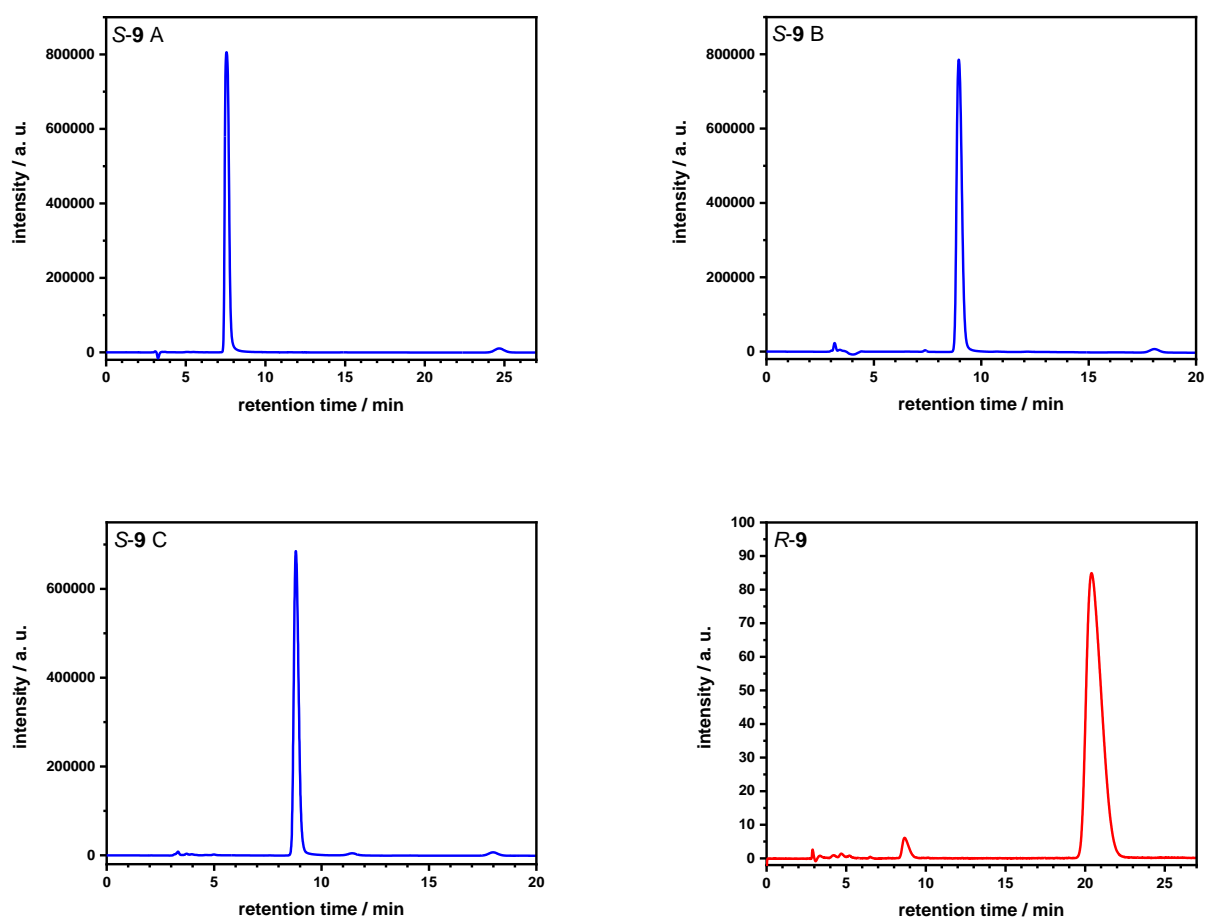 S-9 A
800000
600000
400000
200000
0
0 5 10 15 20 25
intensity / a. u.
retention time / min
S-9 B
800000
600000
400000
200000
0
0 5 10 15 20
intensity / a. u.
retention time / min
S-9 C
600000
400000
200000
0
0 5 10 15 20
intensity / a. u.
retention time / min
R-9
100
90
80
70
60
50
40
30
20
10
0
0 5 10 15 20 25
intensity / a. u.
retention time / min